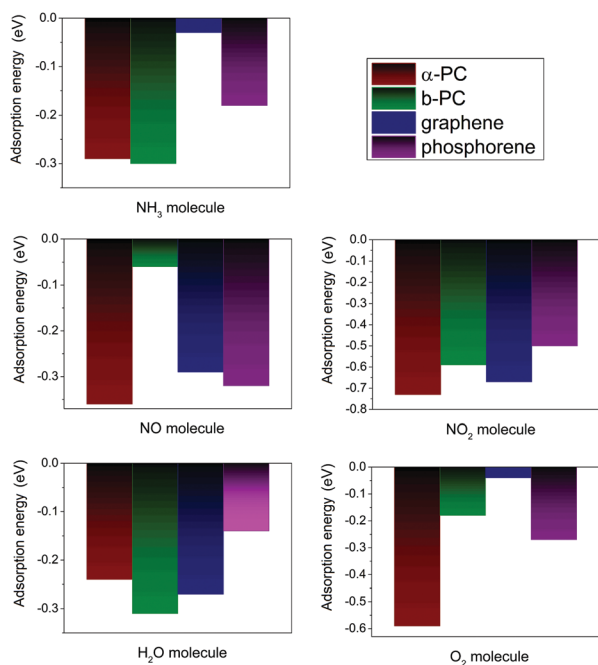 Adsorption energy (eV)
0.0
-0.1
-0.2
-0.3
NH₃ molecule
α-PC
b-PC
graphene
phosphorene
Adsorption energy (eV)
0.0
-0.1
-0.2
-0.3
NO molecule
Adsorption energy (eV)
0.0
-0.1
-0.2
-0.3
-0.4
-0.5
-0.6
-0.7
-0.8
NO₂ molecule
Adsorption energy (eV)
0.0
-0.1
-0.2
-0.3
H₂O molecule
Adsorption energy (eV)
0.0
-0.1
-0.2
-0.3
-0.4
-0.5
-0.6
O₂ molecule